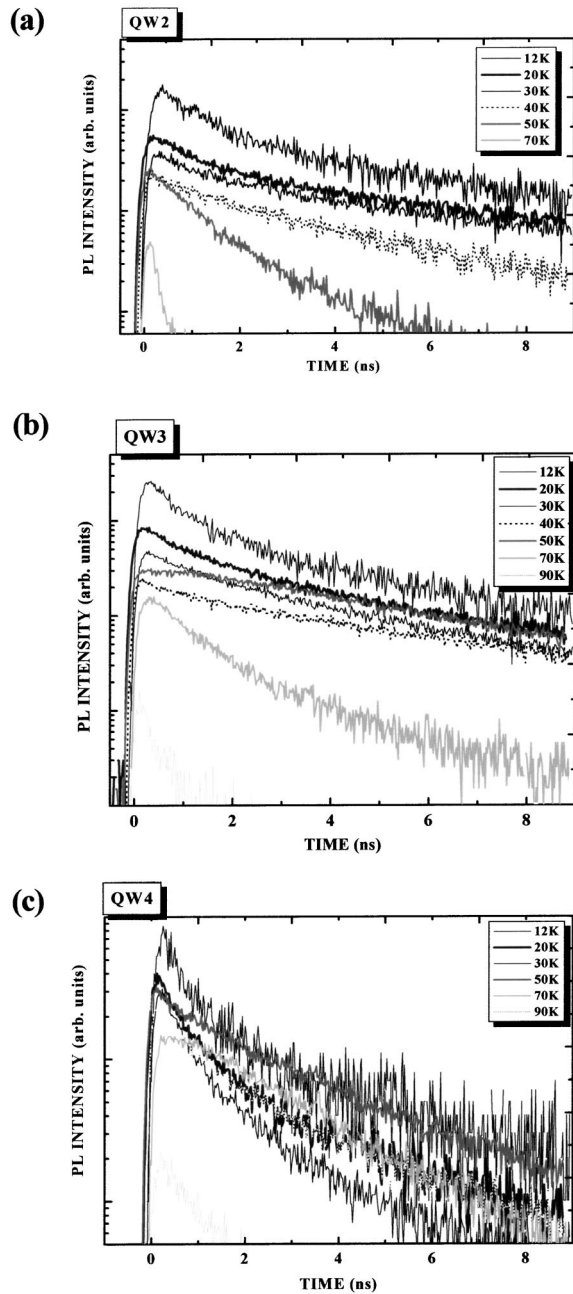 (a)
QW2
PL INTENSITY (arb. units)
12K
20K
30K
40K
50K
70K
0
2
4
6
8
TIME (ns)
(b)
QW3
PL INTENSITY (arb. units)
12K
20K
30K
40K
50K
70K
90K
0
2
4
6
8
TIME (ns)
(c)
QW4
PL INTENSITY (arb. units)
12K
20K
30K
50K
70K
90K
0
2
4
6
8
TIME (ns)